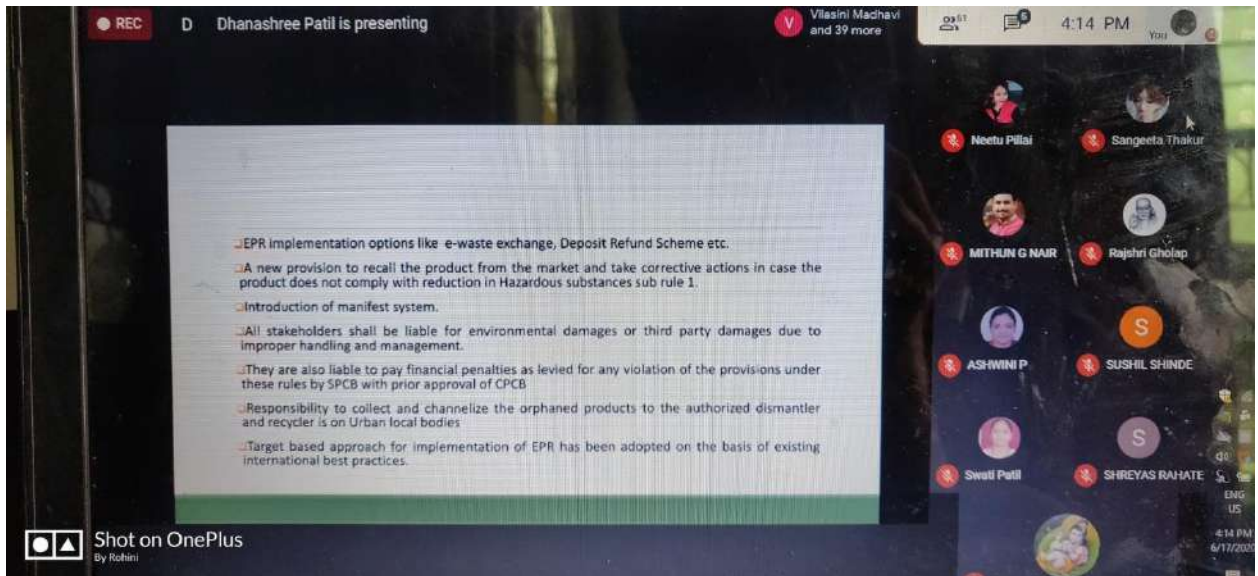 REC
D Dhanashree Patil is presenting
V Vilasini Madhavi
and 39 more
51
6
4:14 PM
You
EPR implementation options like e-waste exchange, Deposit Refund Scheme etc.
A new provision to recall the product from the market and take corrective actions in case the
product does not comply with reduction in Hazardous substances sub rule 1.
Introduction of manifest system.
All stakeholders shall be liable for environmental damages or third party damages due to
improper handling and management.
They are also liable to pay financial penalties as levied for any violation of the provisions under
these rules by SPCB with prior approval of CPCB
Responsibility to collect and channelize the orphaned products to the authorized dismantler
and recycler is on Urban local bodies
Target based approach for implementation of EPR has been adopted on the basis of existing
international best practices.
Neetu Pillai
Sangeeta Thakur
MITHUN G NAIR
Rajshri Gholap
ASHWINI P
S
SUSHIL SHINDE
Swati Patil
S
SHREYAS RAHATE
ENG
US
4:14 PM
6/17/2020
Shot on OnePlus
By Rohini